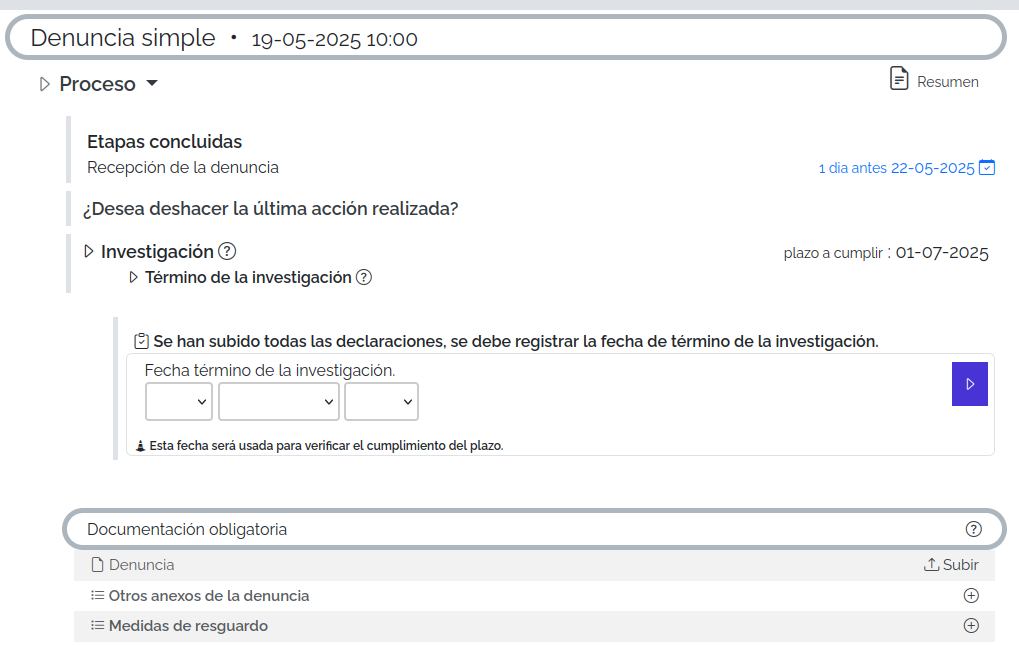 Denuncia simple • 19-05-2025 10:00
Proceso
Resumen
Etapas concluidas
Recepción de la denuncia
1 dia antes 22-05-2025
¿Desea deshacer la última acción realizada?
Investigación
plazo a cumplir : 01-07-2025
Término de la investigación
Se han subido todas las declaraciones, se debe registrar la fecha de término de la investigación.
Fecha término de la investigación.
Esta fecha será usada para verificar el cumplimiento del plazo.
Documentación obligatoria
Denuncia
Subir
Otros anexos de la denuncia
Medidas de resguardo